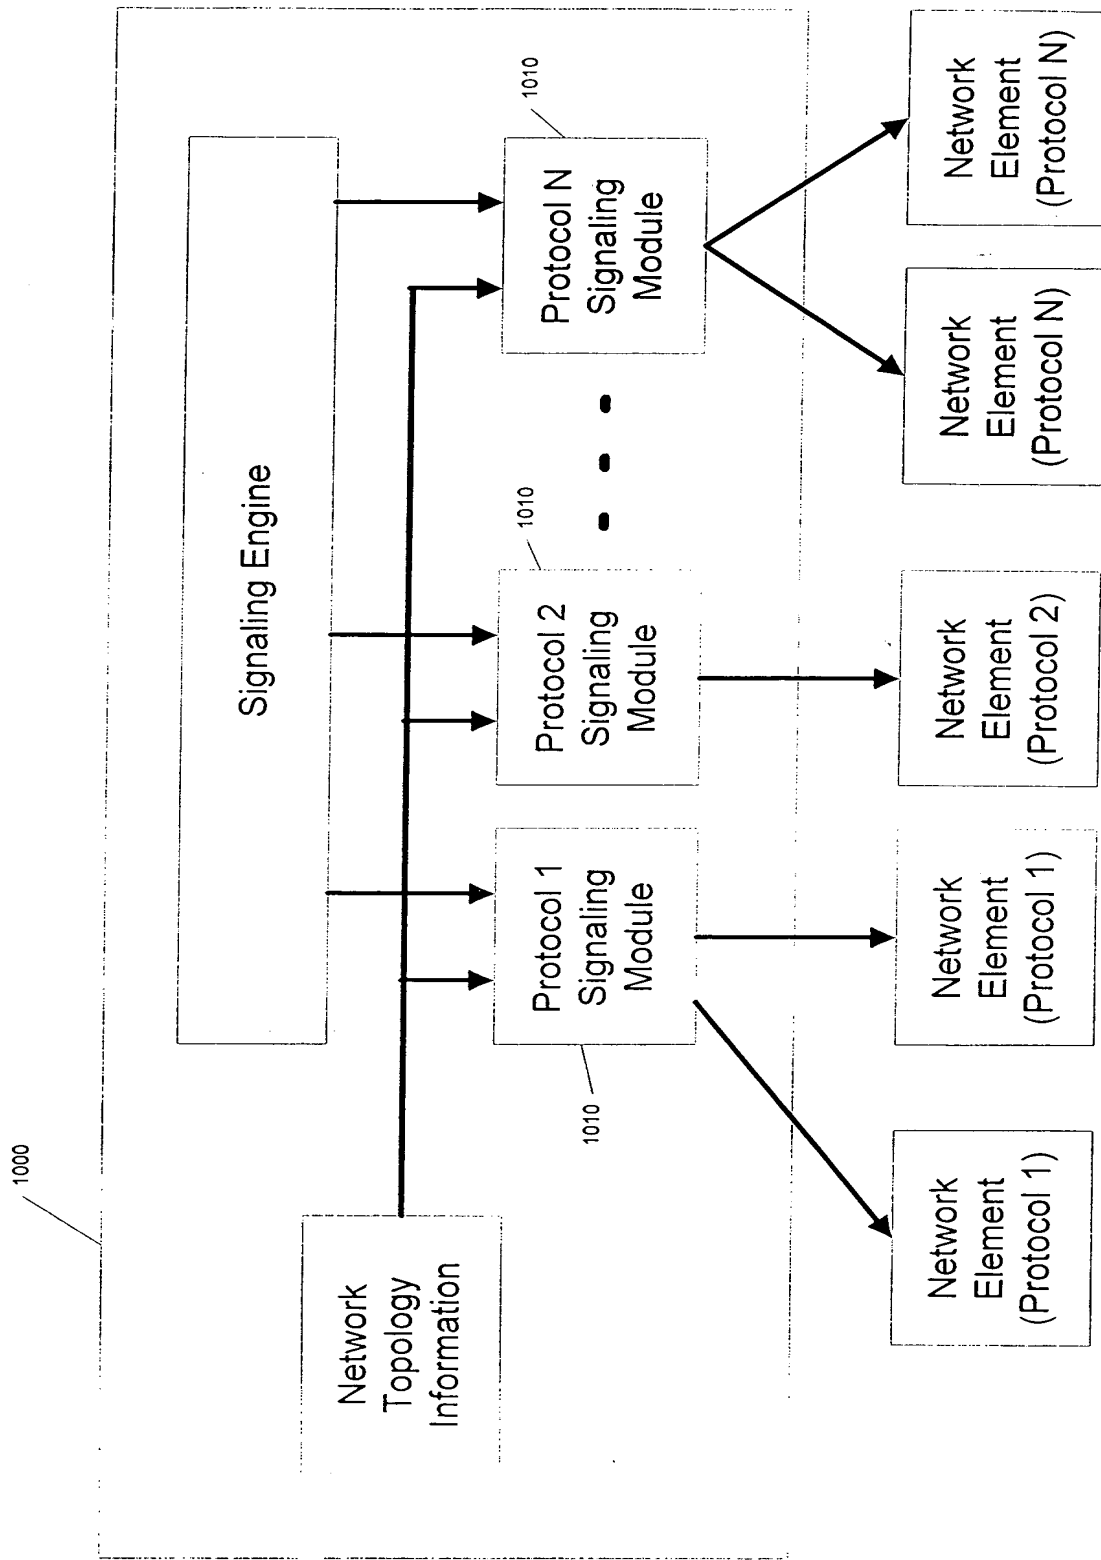 1000
Signaling Engine
Network
Topology
Information
1010
Protocol 1
Signaling
Module
1010
Protocol 2
Signaling
Module
1010
Protocol N
Signaling
Module
Network
Element
(Protocol 1)
Network
Element
(Protocol 1)
Network
Element
(Protocol 2)
Network
Element
(Protocol N)
Network
Element
(Protocol N)